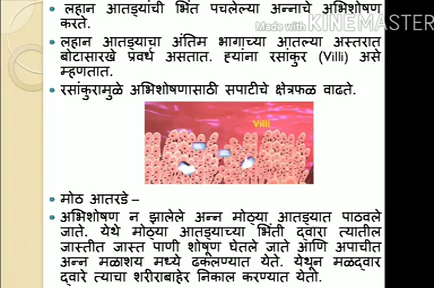 लहान आतड्यांची भिंत पचलेल्या अन्नाचे अभिशोषण
करते.
Made with KINEMASTER
लहान आतड्याचा अंतिम भागाच्या आतल्या अस्तरात
बोटासारखे प्रवर्ध असतात. ह्यांना रसांकुर (Villi) असे
म्हणतात.
रसांकुरामुळे अभिशोषणासाठी सपाटीचे क्षेत्रफळ वाढते.
Villi
मोठ आतरडे –
अभिशोषण न झालेले अन्न मोठ्या आतड्यात पाठवले
जाते. येथे मोठ्या आतड्याच्या भिंती द्वारा त्यातील
जास्तीत जास्त पाणी शोषूण घेतले जाते आणि अपाचीत
अन्न मळाशय मध्ये ढकलण्यात येते. येथून मळद्वार
द्वारे त्याचा शरीराबाहेर निकाल करण्यात येतो.